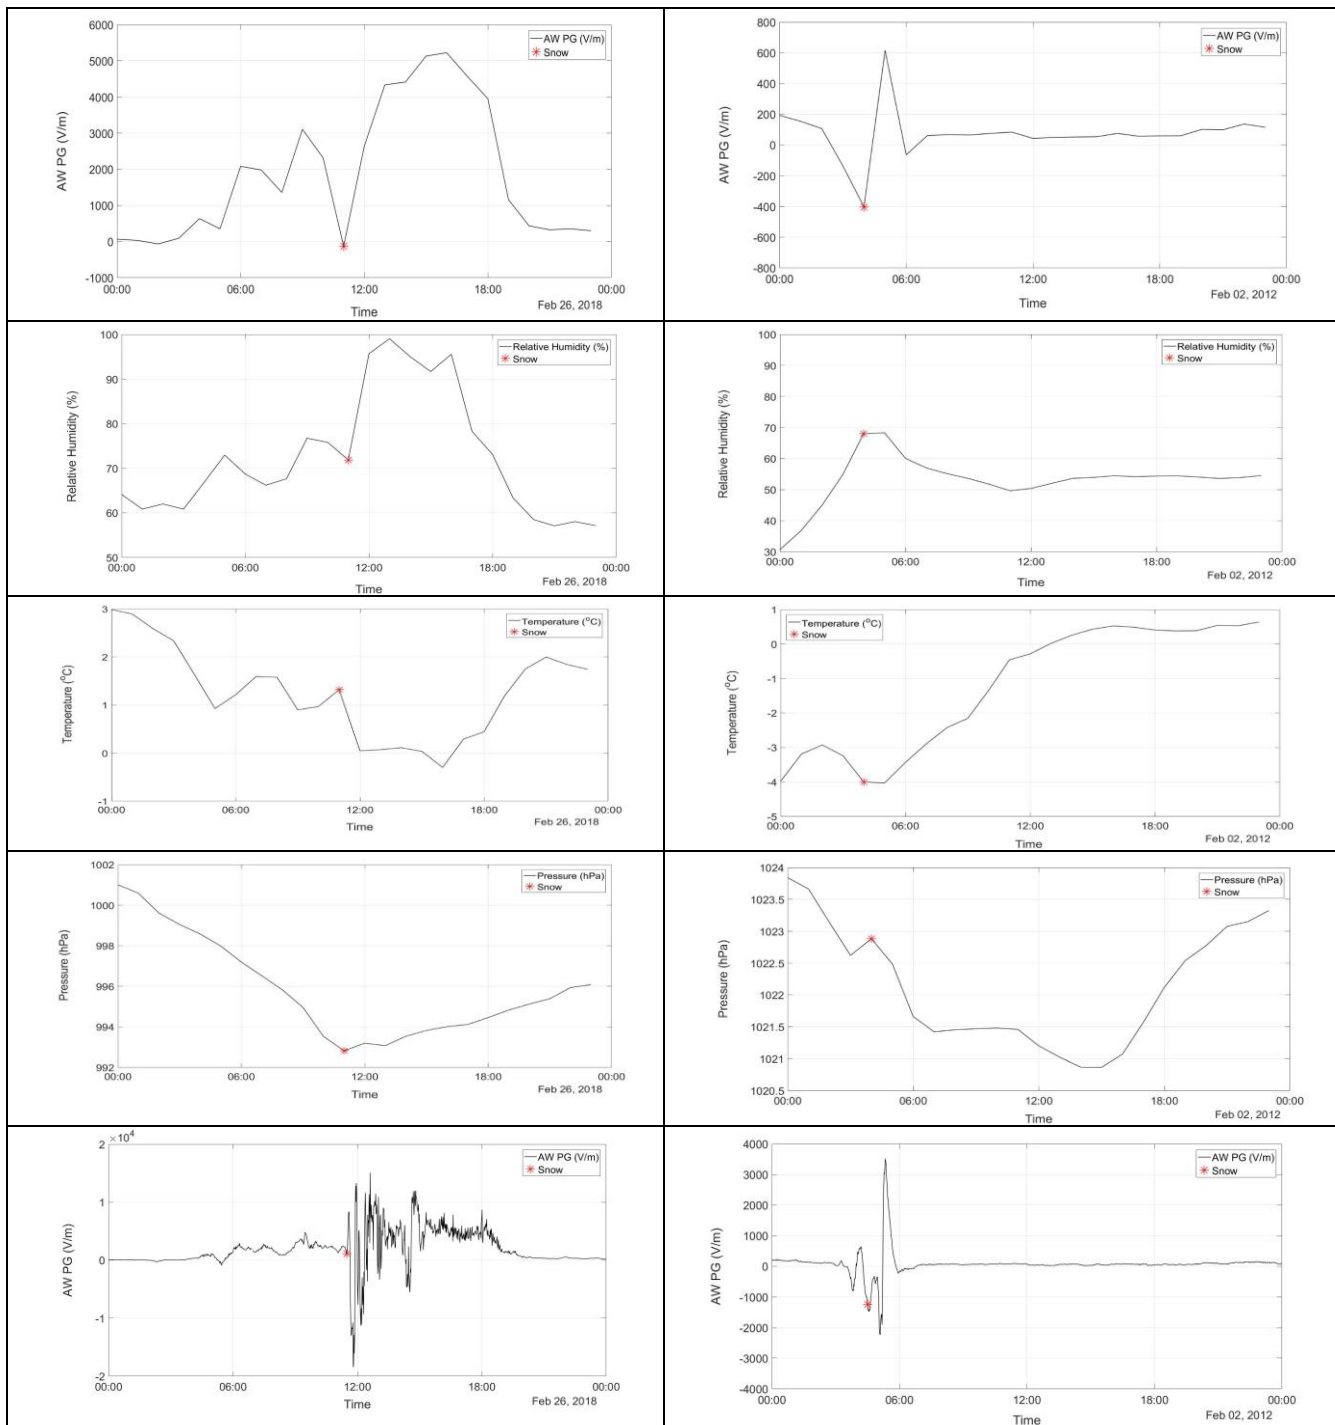 6000
5000
4000
3000
2000
1000
0
-1000
AW PG (V/m)
AW PG (V/m)
Snow
00:00 06:00 12:00 18:00 00:00
Time
Feb 26, 2018
800
600
400
200
0
-200
-400
-600
-800
AW PG (V/m)
AW PG (V/m)
Snow
00:00 06:00 12:00 18:00 00:00
Time
Feb 02, 2012
100
90
80
70
60
50
Relative Humidity (%)
Relative Humidity (%)
Snow
00:00 06:00 12:00 18:00 00:00
Time
Feb 26, 2018
100
90
80
70
60
50
40
30
Relative Humidity (%)
Relative Humidity (%)
Snow
00:00 06:00 12:00 18:00 00:00
Time
Feb 02, 2012
3
2
1
0
-1
Temperature (°C)
Temperature (°C)
Snow
00:00 06:00 12:00 18:00 00:00
Time
Feb 26, 2018
1
0
-1
-2
-3
-4
-5
Temperature (°C)
Temperature (°C)
Snow
00:00 06:00 12:00 18:00 00:00
Time
Feb 02, 2012
1002
1000
998
996
994
992
Pressure (hPa)
Pressure (hPa)
Snow
00:00 06:00 12:00 18:00 00:00
Time
Feb 26, 2018
1024
1023.5
1023
1022.5
1022
1021.5
1021
1020.5
Pressure (hPa)
Pressure (hPa)
Snow
00:00 06:00 12:00 18:00 00:00
Time
Feb 02, 2012
×10⁴
2
1
0
-1
-2
AW PG (V/m)
AW PG (V/m)
Snow
00:00 06:00 12:00 18:00 00:00
Time
Feb 26, 2018
4000
3000
2000
1000
0
-1000
-2000
-3000
-4000
AW PG (V/m)
AW PG (V/m)
Snow
00:00 06:00 12:00 18:00 00:00
Time
Feb 02, 2012